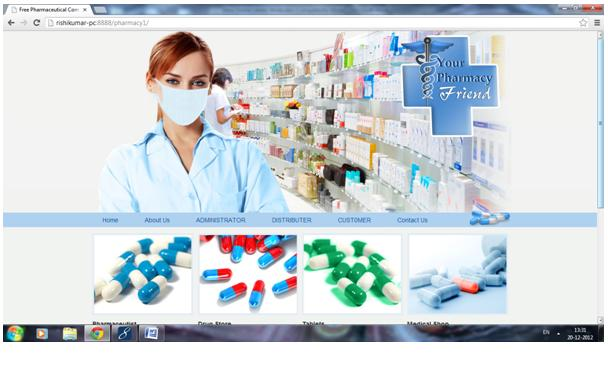 Free Pharmaceutical Com
rishikumar-pc:8888/pharmacy1/
Your
Pharmacy
Friend
Home About Us ADMINISTRATOR DISTRIBUTER CUSTOMER Contact Us
Pharmaceutist Drug Store Tablets Medical Shop
EN 13:31
20-12-2012